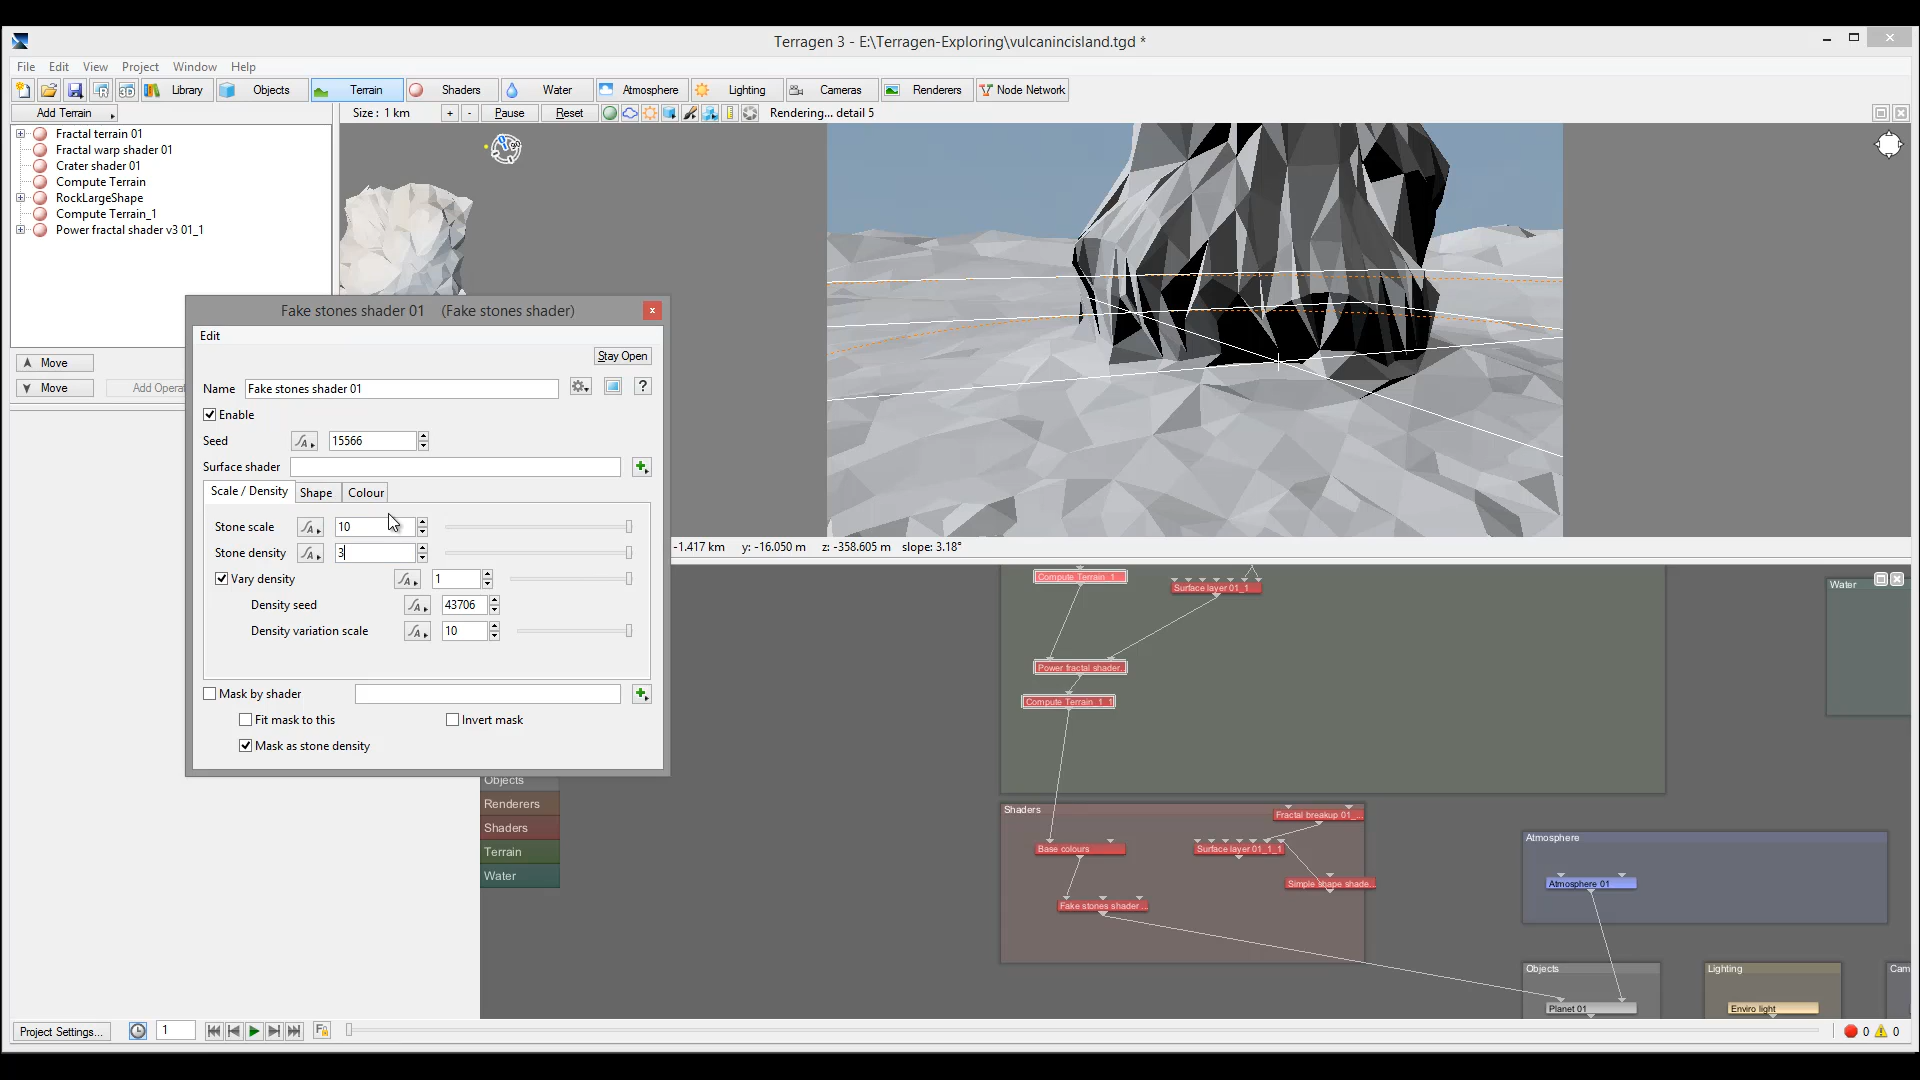 Terragen 3 - E:\Terragen-Exploring\vulcanincisland.tgd *
File Edit View Project Window Help
Library Objects Terrain Shaders Water Atmosphere Lighting Cameras Renderers Node Network
Add Terrain Size : 1 km + - Pause Reset Rendering... detail 5
Fractal terrain 01
Fractal warp shader 01
Crater shader 01
Compute Terrain
RockLargeShape
Compute Terrain_1
Power fractal shader v3 01_1
Move
Move Add Operat
Fake stones shader 01 (Fake stones shader)
Edit
Stay Open
Name Fake stones shader 01 ?
Enable
Seed 15566
Surface shader
Scale / Density Shape Colour
Stone scale 10
Stone density 3
Vary density 1
Density seed 43706
Density variation scale 10
Mask by shader
Fit mask to this Invert mask
Mask as stone density
-1.417 km y: -16.050 m z: -358.605 m slope: 3.18°
Compute Terrain_1
Surface layer 01_1
Water
Power fractal shader...
Compute Terrain_1_1
Objects
Renderers
Shaders
Terrain
Water
Shaders
Fractal breakup 01_...
Base colours
Surface layer 01_1_1
Simple shape shade...
Fake stones shader ...
Atmosphere
Atmosphere 01
Objects
Planet 01
Lighting
Enviro light
Cam
Project Settings... 1 0 0